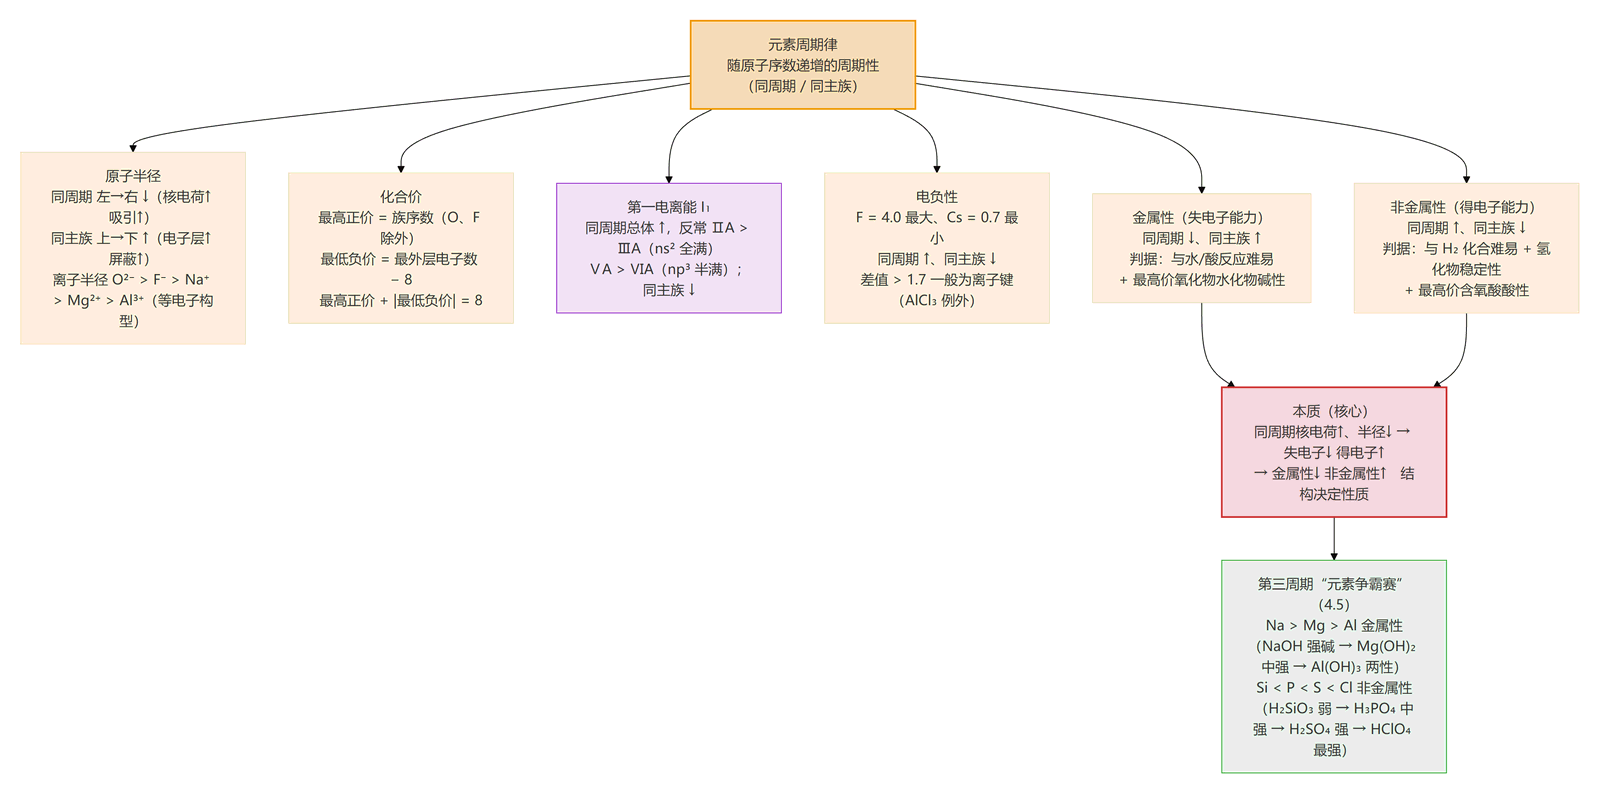 元素周期律
随原子序数递增的周期性
（同周期 / 同主族）
原子半径
同周期 左→右↓（核电荷↑
吸引↑）
同主族 上→下↑（电子层↑
屏蔽↑）
离子半径 O²⁻ > F⁻ > Na⁺
> Mg²⁺ > Al³⁺（等电子构
型）
化合价
最高正价 = 族序数（O、F
除外）
最低负价 = 最外层电子数
− 8
最高正价 + |最低负价| = 8
第一电离能 I₁
同周期总体↑，反常 ⅡA >
ⅢA（ns² 全满）
ⅤA > ⅥA（np³ 半满）；
同主族↓
电负性
F = 4.0 最大、Cs = 0.7 最
小
同周期↑、同主族↓
差值 > 1.7 一般为离子键
（AlCl₃ 例外）
金属性（失电子能力）
同周期↓、同主族↑
判据：与水/酸反应难易
+ 最高价氧化物水化物碱性
非金属性（得电子能力）
同周期↑、同主族↓
判据：与 H₂ 化合难易 + 氢
化物稳定性
+ 最高价含氧酸酸性
本质（核心）
同周期核电荷↑、半径↓ →
失电子↓ 得电子↑
→ 金属性↓ 非金属性↑ 结
构决定性质
第三周期“元素争霸赛”
（4.5）
Na > Mg > Al 金属性
（NaOH 强碱 → Mg(OH)₂
中强 → Al(OH)₃ 两性）
Si < P < S < Cl 非金属性
（H₂SiO₃ 弱 → H₃PO₄ 中
强 → H₂SO₄ 强 → HClO₄
最强）